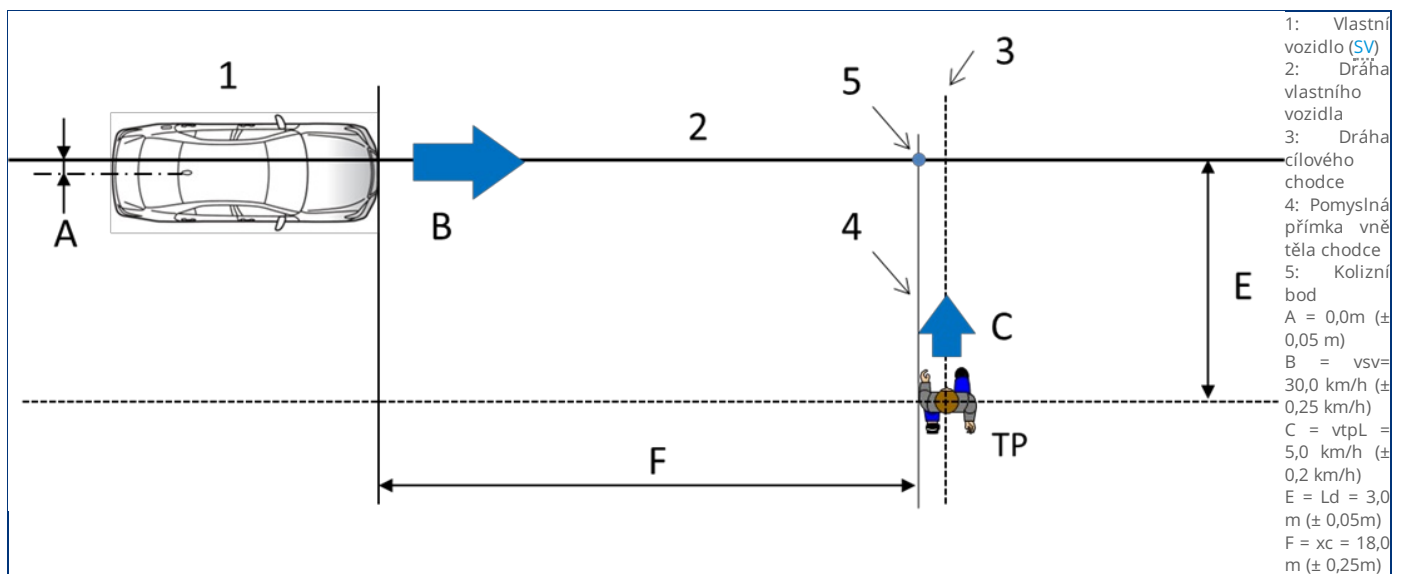 1
2
3
4
5
A
B
C
E
F
TP
1: Vlastní
vozidlo (SV)
2: Dráha
vlastního
vozidla
3: Dráha
cílového
chodce
4: Pomyslná
přímka vně
těla chodce
5: Kolizní
bod
A = 0,0m (±
0,05 m)
B = vsv=
30,0 km/h (±
0,25 km/h)
C = vtpL =
5,0 km/h (±
0,2 km/h)
E = Ld = 3,0
m (± 0,05m)
F = xc = 18,0
m (± 0,25m)